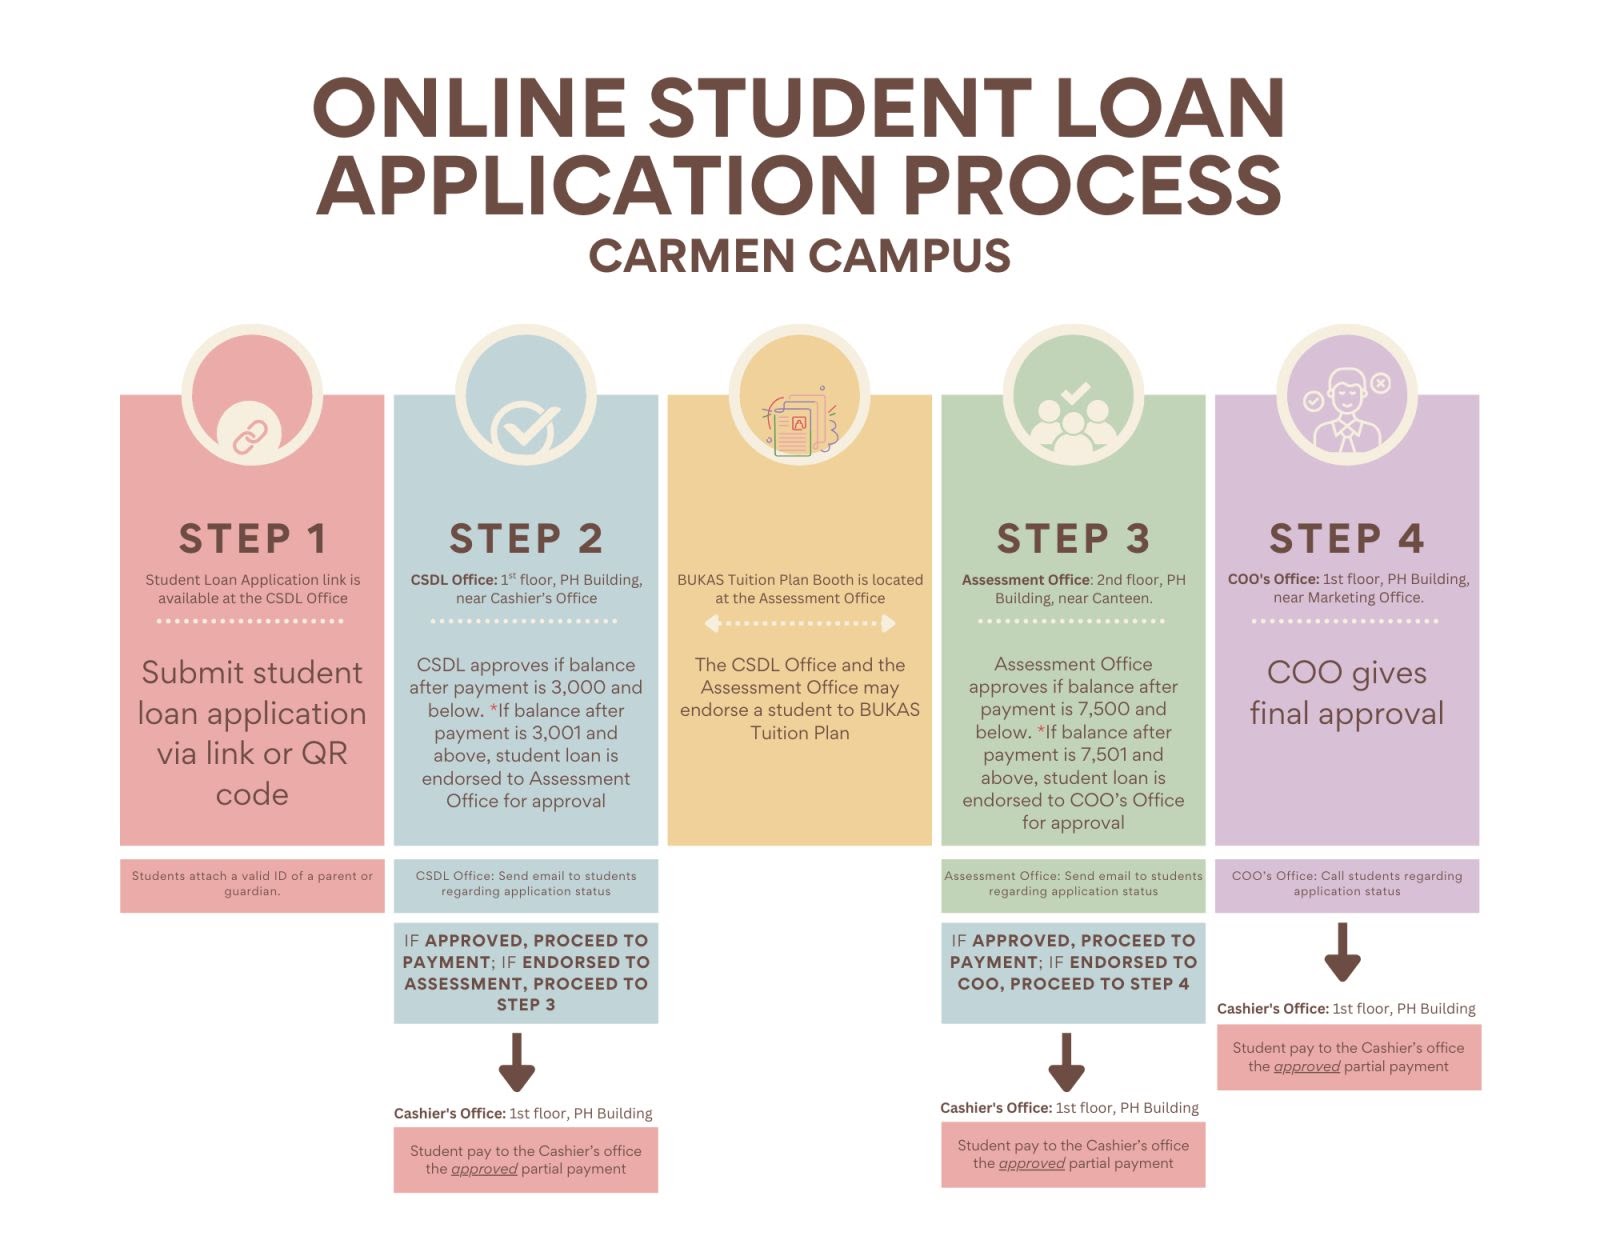 ONLINE STUDENT LOAN
APPLICATION PROCESS
CARMEN CAMPUS
STEP 1
Student Loan Application link is
available at the CSDL Office
Submit student
loan application
via link or QR
code
Students attach a valid ID of a parent or
guardian.
STEP 2
CSDL Office: 1st floor, PH Building,
near Cashier's Office
CSDL approves if balance
after payment is 3,000 and
below. *If balance after
payment is 3,001 and
above, student loan is
endorsed to Assessment
Office for approval
CSDL Office: Send email to students
regarding application status
IF APPROVED, PROCEED TO
PAYMENT; IF ENDORSED TO
ASSESSMENT, PROCEED TO
STEP 3
Cashier's Office: 1st floor, PH Building
Student pay to the Cashier's office
the approved partial payment
BUKAS Tuition Plan Booth is located
at the Assessment Office
The CSDL Office and the
Assessment Office may
endorse a student to BUKAS
Tuition Plan
STEP 3
Assessment Office: 2nd floor, PH
Building, near Canteen.
Assessment Office
approves if balance after
payment is 7,500 and
below. *If balance after
payment is 7,501 and
above, student loan is
endorsed to COO's Office
for approval
Assessment Office: Send email to students
regarding application status
IF APPROVED, PROCEED TO
PAYMENT; IF ENDORSED TO
COO, PROCEED TO STEP 4
Cashier's Office: 1st floor, PH Building
Student pay to the Cashier's office
the approved partial payment
STEP 4
COO's Office: 1st floor, PH Building,
near Marketing Office.
COO gives
final approval
COO's Office: Call students regarding
application status
Cashier's Office: 1st floor, PH Building
Student pay to the Cashier's office
the approved partial payment